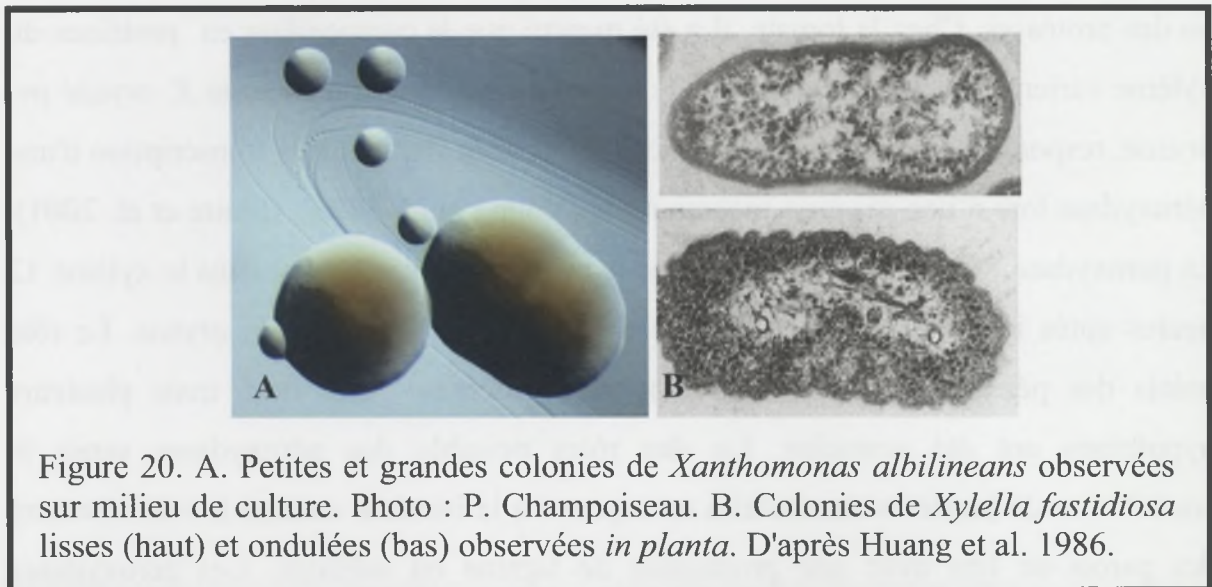 A
B
Figure 20. A. Petites et grandes colonies de Xanthomonas albilineans observées
sur milieu de culture. Photo : P. Champoiseau. B. Colonies de Xylella fastidiosa
lisses (haut) et ondulées (bas) observées in planta. D'après Huang et al. 1986.